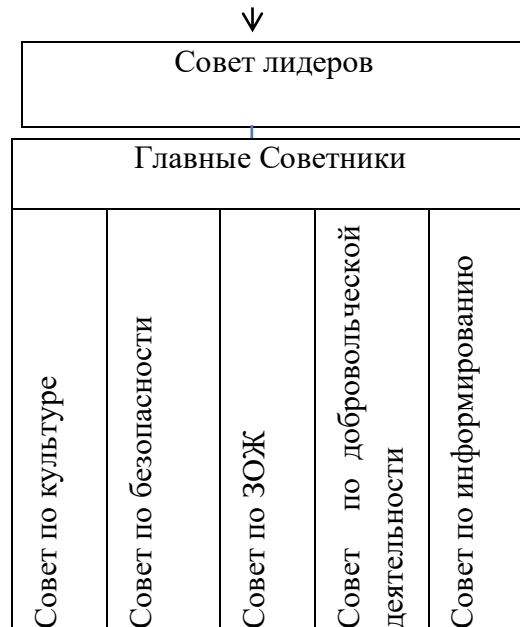 Совет лидеров
Главные Советники
Совет по культуре
Совет по безопасности
Совет по ЗОЖ
Совет по добровольческой
деятельности
Совет по информированию